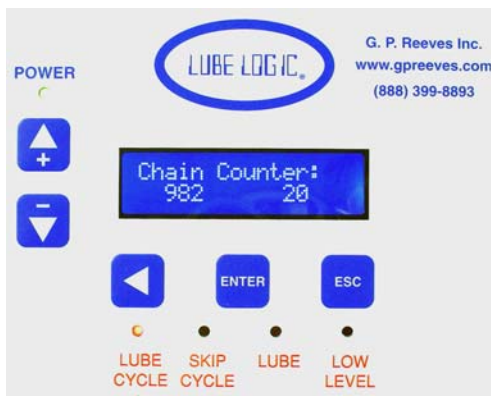 LUBE LOGIC®
G. P. Reeves Inc.
www.gpreeves.com
(888) 399-8893
POWER
+
Chain Counter:
982 20
−
ENTER
ESC
LUBE CYCLE
SKIP CYCLE
LUBE
LOW LEVEL